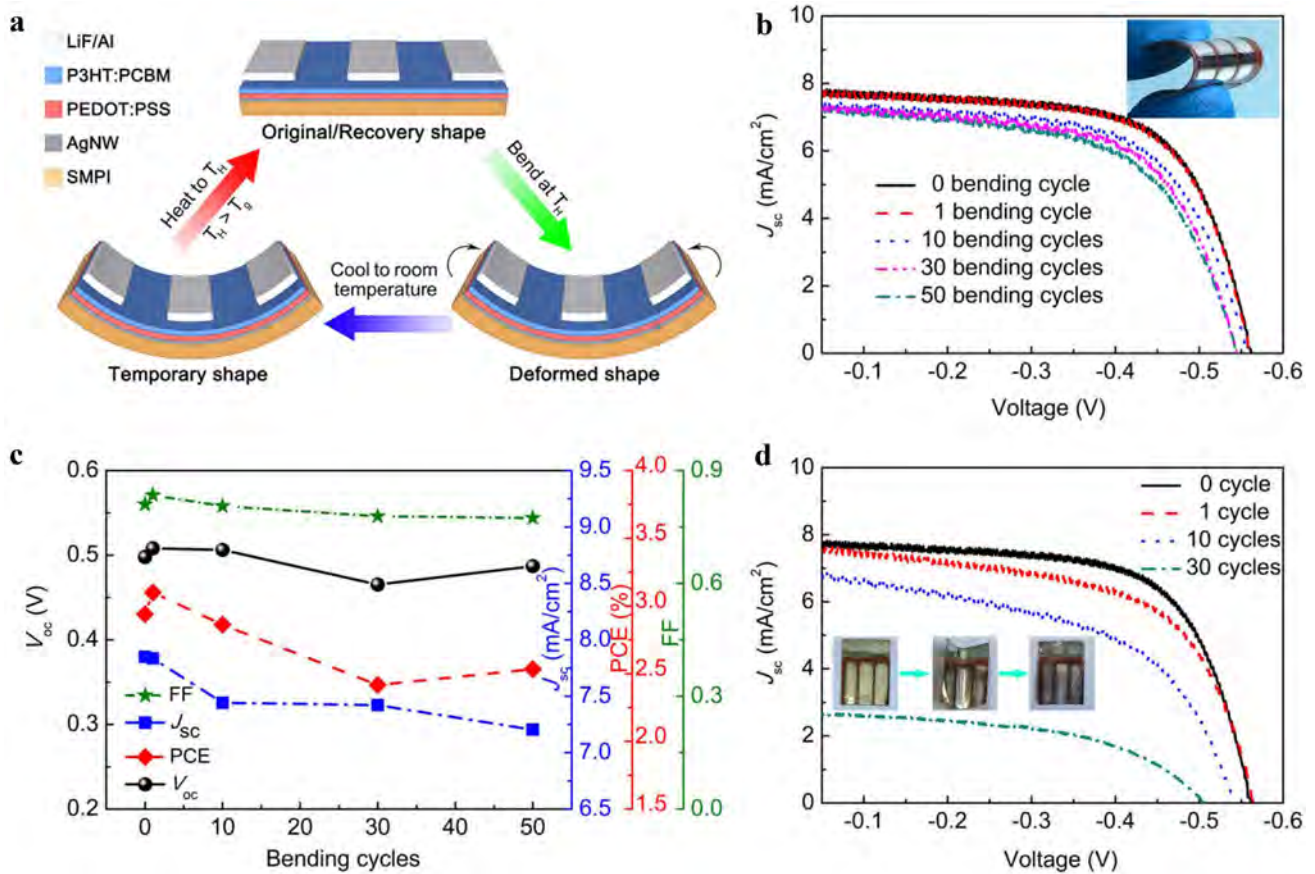 a
LiF/Al
P3HT:PCBM
PEDOT:PSS
AgNW
SMPI
Original/Recovery shape
Heat to T_H
T_H > T_g
Bend at T_H
Cool to room
temperature
Temporary shape
Deformed shape
b
10
8
6
4
2
0
J_sc (mA/cm²)
0 bending cycle
1 bending cycle
10 bending cycles
30 bending cycles
50 bending cycles
-0.1 -0.2 -0.3 -0.4 -0.5 -0.6
Voltage (V)
c
0.6
0.5
0.4
0.3
0.2
V_oc (V)
FF
J_SC
PCE
V_oc
0 10 20 30 40 50
Bending cycles
9.5
9.0
8.5
8.0
7.5
7.0
6.5
J_sc (mA/cm²)
4.0
3.5
3.0
2.5
2.0
1.5
PCE (%)
0.9
0.6
0.3
0.0
FF
d
10
8
6
4
2
0
J_sc (mA/cm²)
0 cycle
1 cycle
10 cycles
30 cycles
-0.1 -0.2 -0.3 -0.4 -0.5 -0.6
Voltage (V)